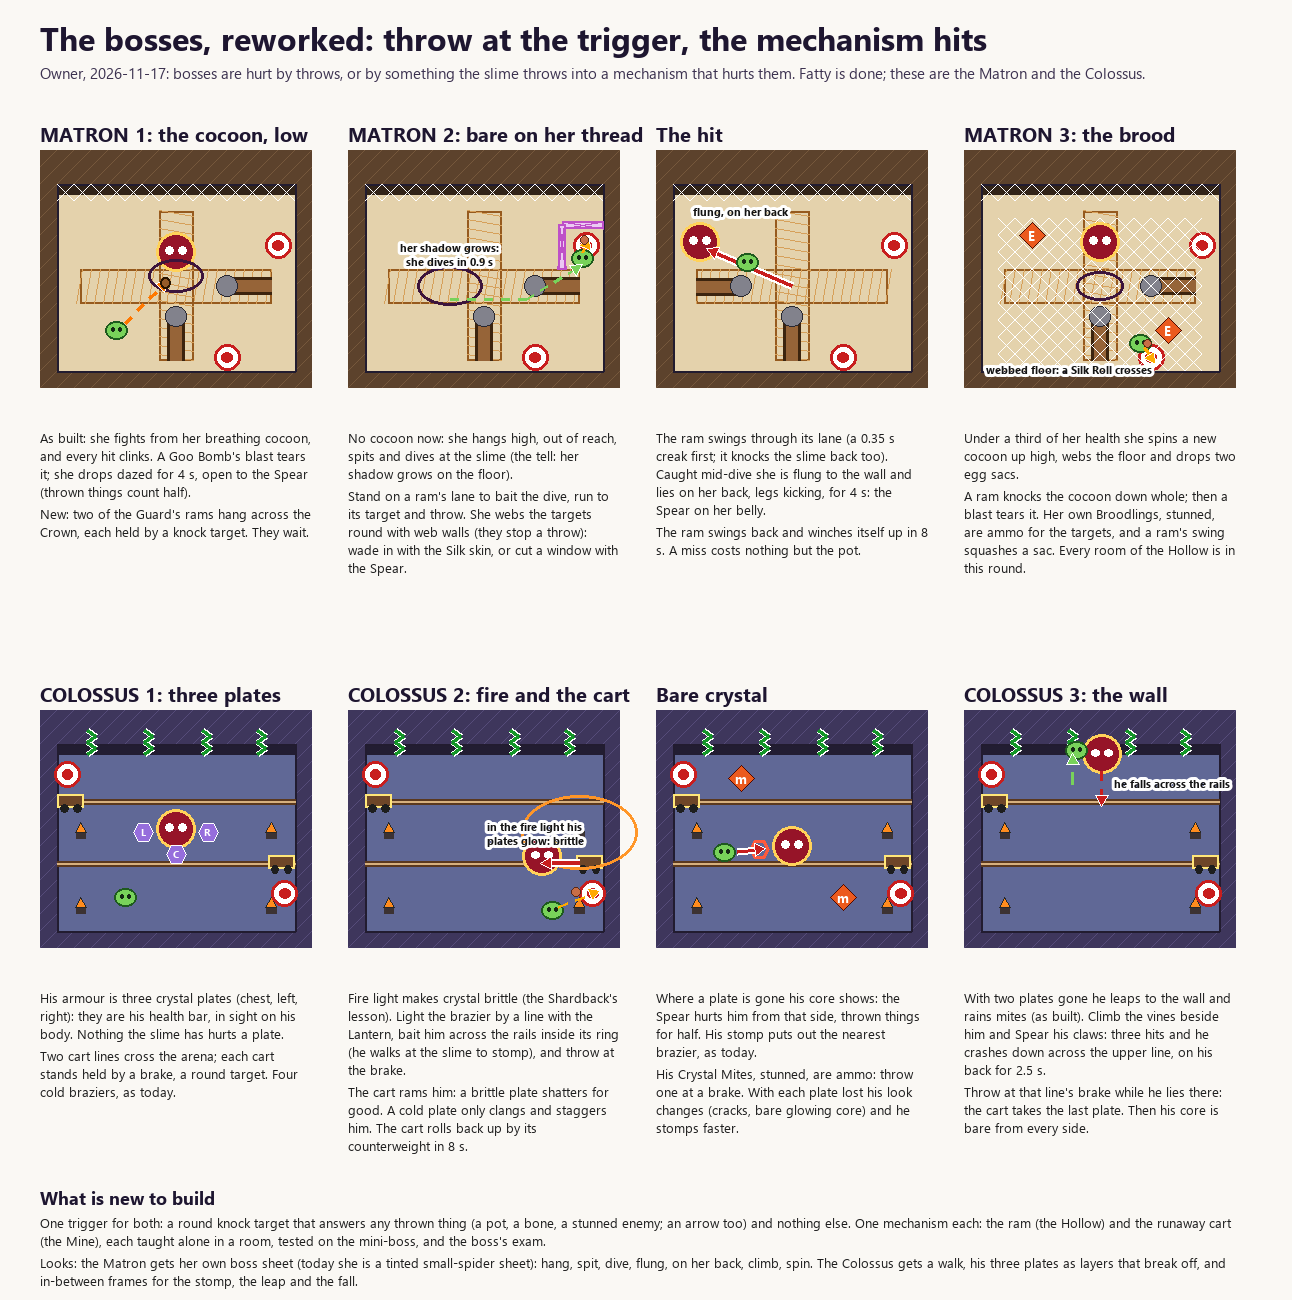 The bosses, reworked: throw at the trigger, the mechanism hits
Owner, 2026-11-17: bosses are hurt by throws, or by something the slime throws into a mechanism that hurts them. Fatty is done; these are the Matron and the Colossus.
MATRON 1: the cocoon, low
As built: she fights from her breathing cocoon,
and every hit clinks. A Goo Bomb's blast tears
it; she drops dazed for 4 s, open to the Spear
(thrown things count half).
New: two of the Guard's rams hang across the
Crown, each held by a knock target. They wait.
MATRON 2: bare on her thread
her shadow grows:
she dives in 0.9 s
No cocoon now: she hangs high, out of reach,
spits and dives at the slime (the tell: her
shadow grows on the floor).
Stand on a ram's lane to bait the dive, run to
its target and throw. She webs the targets
round with web walls (they stop a throw):
wade in with the Silk skin, or cut a window with
the Spear.
The hit
flung, on her back
The ram swings through its lane (a 0.35 s
creak first; it knocks the slime back too).
Caught mid-dive she is flung to the wall and
lies on her back, legs kicking, for 4 s: the
Spear on her belly.
The ram swings back and winches itself up in 8
s. A miss costs nothing but the pot.
MATRON 3: the brood
E
E
webbed floor: a Silk Roll crosses
Under a third of her health she spins a new
cocoon up high, webs the floor and drops two
egg sacs.
A ram knocks the cocoon down whole; then a
blast tears it. Her own Broodlings, stunned,
are ammo for the targets, and a ram's swing
squashes a sac. Every room of the Hollow is in
this round.
COLOSSUS 1: three plates
L
R
C
His armour is three crystal plates (chest, left,
right): they are his health bar, in sight on his
body. Nothing the slime has hurts a plate.
Two cart lines cross the arena; each cart
stands held by a brake, a round target. Four
cold braziers, as today.
COLOSSUS 2: fire and the cart
in the fire light his
plates glow: brittle
Fire light makes crystal brittle (the Shardback's
lesson). Light the brazier by a line with the
Lantern, bait him across the rails inside its ring
(he walks at the slime to stomp), and throw at
the brake.
The cart rams him: a brittle plate shatters for
good. A cold plate only clangs and staggers
him. The cart rolls back up by its
counterweight in 8 s.
Bare crystal
m
m
Where a plate is gone his core shows: the
Spear hurts him from that side, thrown things
for half. His stomp puts out the nearest
brazier, as today.
His Crystal Mites, stunned, are ammo: throw
one at a brake. With each plate lost his look
changes (cracks, bare glowing core) and he
stomps faster.
COLOSSUS 3: the wall
he falls across the rails
With two plates gone he leaps to the wall and
rains mites (as built). Climb the vines beside
him and Spear his claws: three hits and he
crashes down across the upper line, on his
back for 2.5 s.
Throw at that line's brake while he lies there:
the cart takes the last plate. Then his core is
bare from every side.
What is new to build
One trigger for both: a round knock target that answers any thrown thing (a pot, a bone, a stunned enemy; an arrow too) and nothing else. One mechanism each: the ram (the Hollow) and the runaway cart
(the Mine), each taught alone in a room, tested on the mini-boss, and the boss's exam.
Looks: the Matron gets her own boss sheet (today she is a tinted small-spider sheet): hang, spit, dive, flung, on her back, climb, spin. The Colossus gets a walk, his three plates as layers that break off, and
in-between frames for the stomp, the leap and the fall.